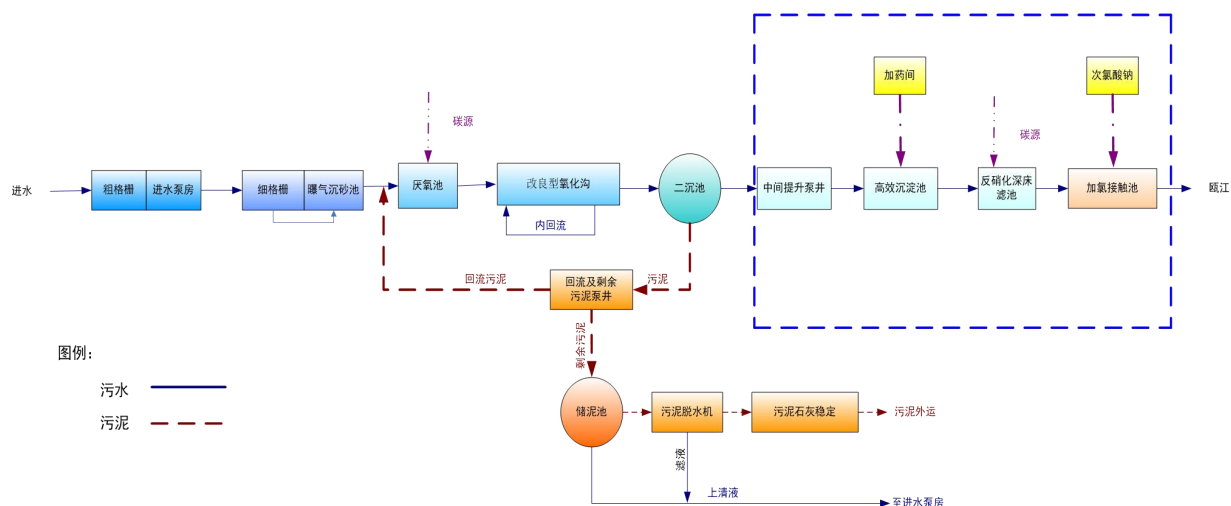 加药间
次氯酸钠
碳源
碳源
进水
粗格栅
进水泵房
细格栅
曝气沉砂池
厌氧池
改良型氧化沟
二沉池
中间提升泵井
高效沉淀池
反硝化深床
滤池
加氯接触池
瓯江
内回流
回流污泥
回流及剩余
污泥泵井
污泥
剩余污泥
图例：
污水
污泥
储泥池
污泥脱水机
污泥石灰稳定
污泥外运
滤液
上清液
至进水泵房